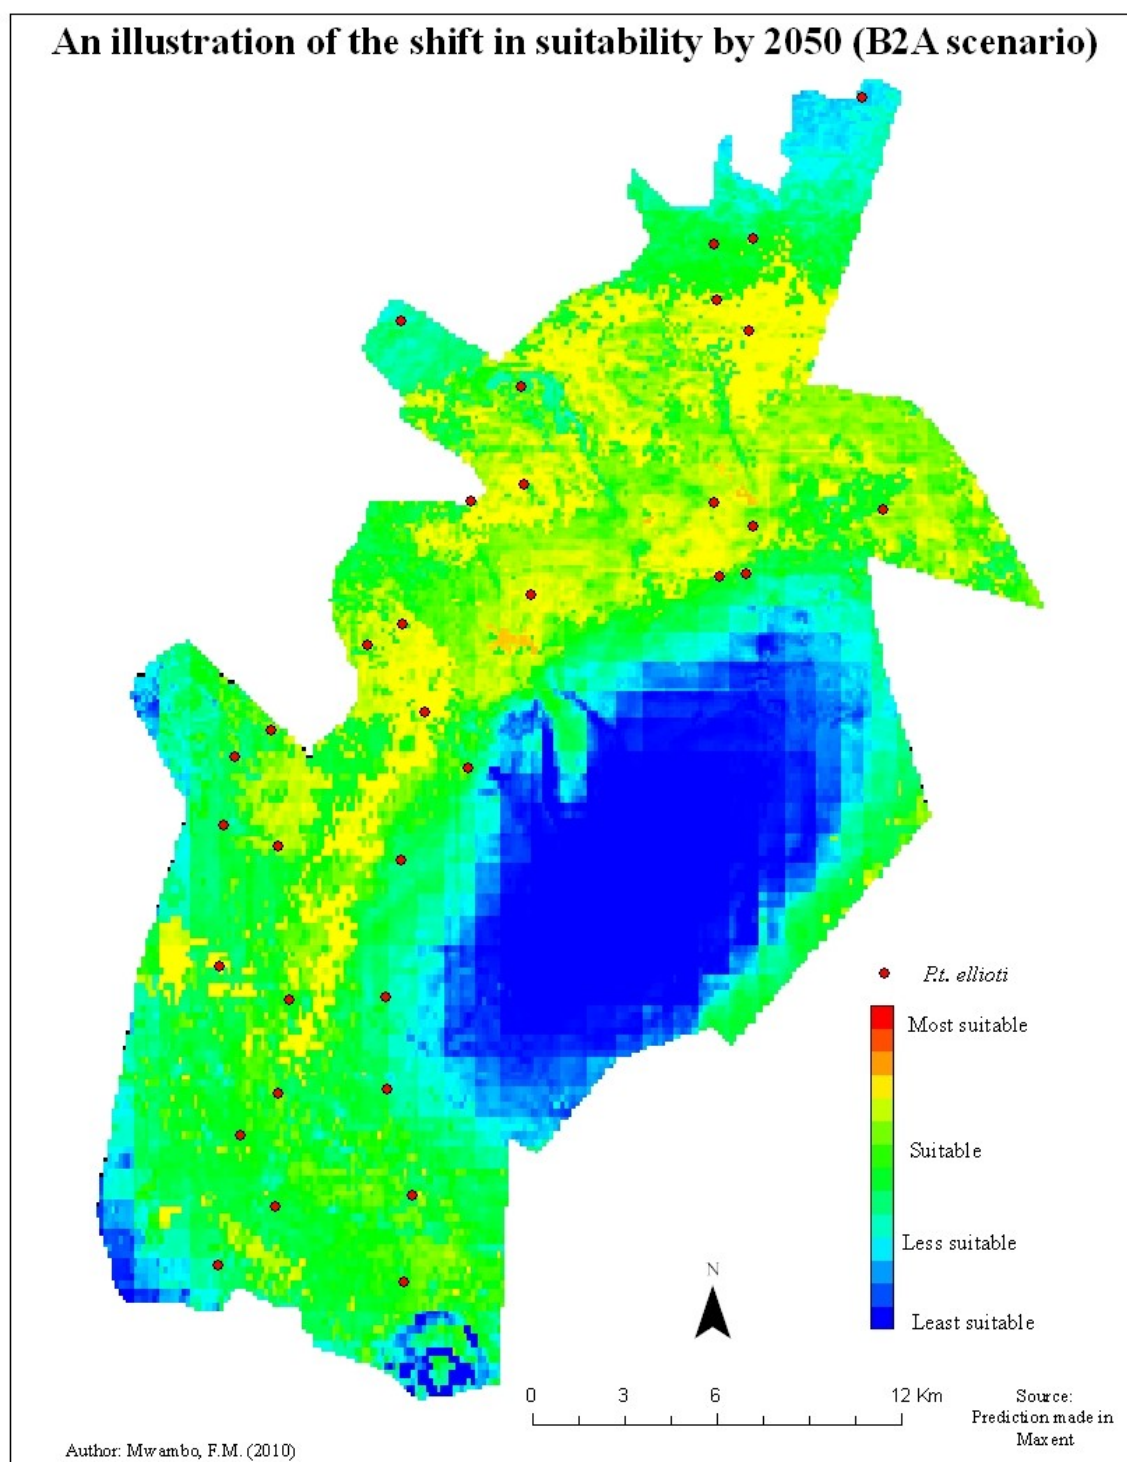 An illustration of the shift in suitability by 2050 (B2A scenario)
P.t. ellioti
Most suitable
Suitable
Less suitable
Least suitable
N
0 3 6 12 Km
Source:
Prediction made in
Maxent
Author: Mwambo, F.M. (2010)